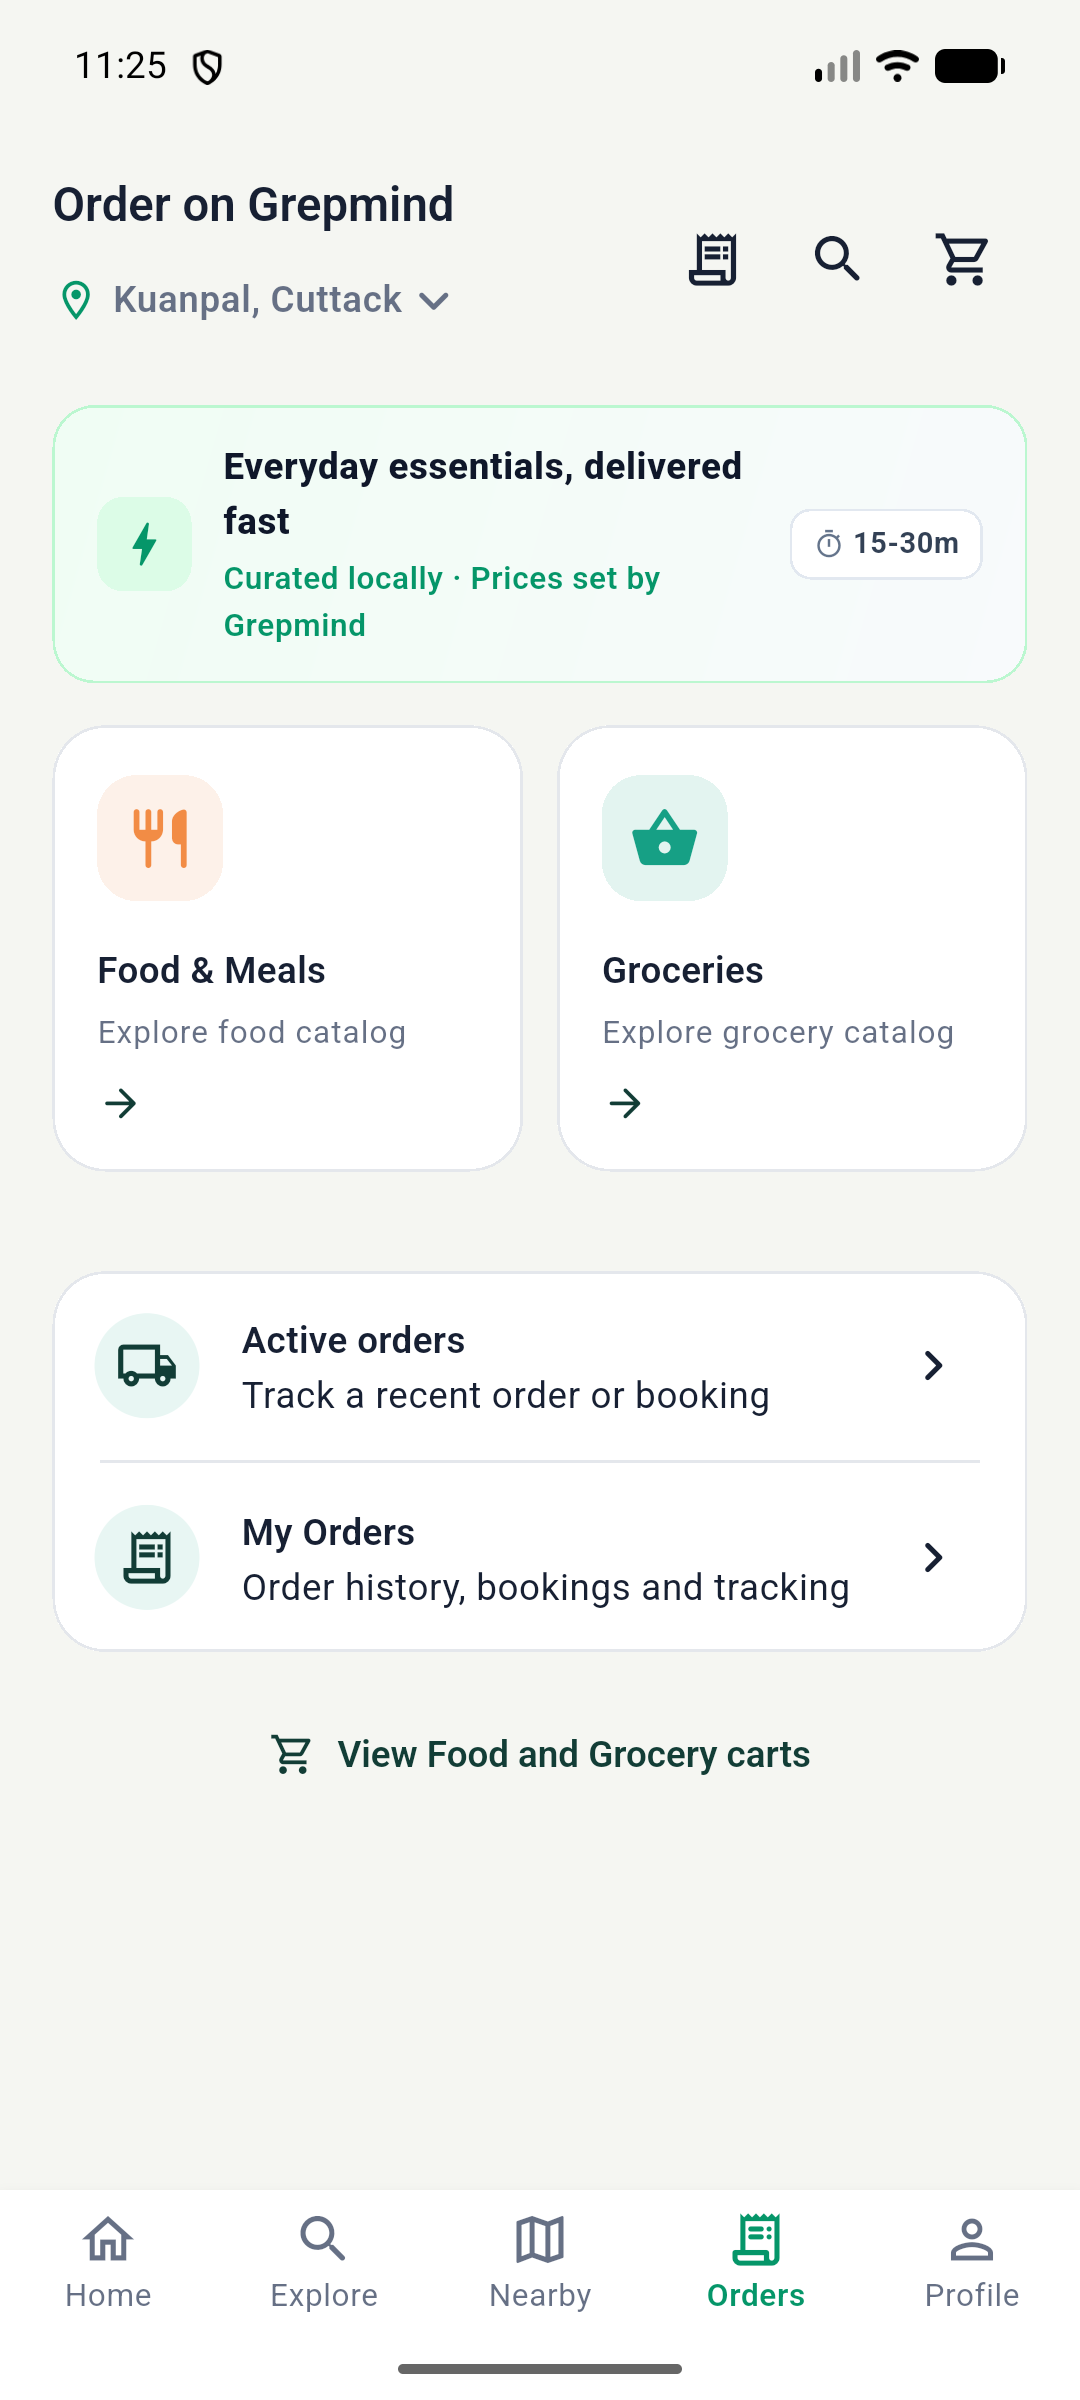 11:25
Order on Grepmind
Kuanpal, Cuttack
Everyday essentials, delivered
fast
Curated locally · Prices set by
Grepmind
15-30m
Food & Meals
Explore food catalog
Groceries
Explore grocery catalog
Active orders
Track a recent order or booking
My Orders
Order history, bookings and tracking
View Food and Grocery carts
Home
Explore
Nearby
Orders
Profile